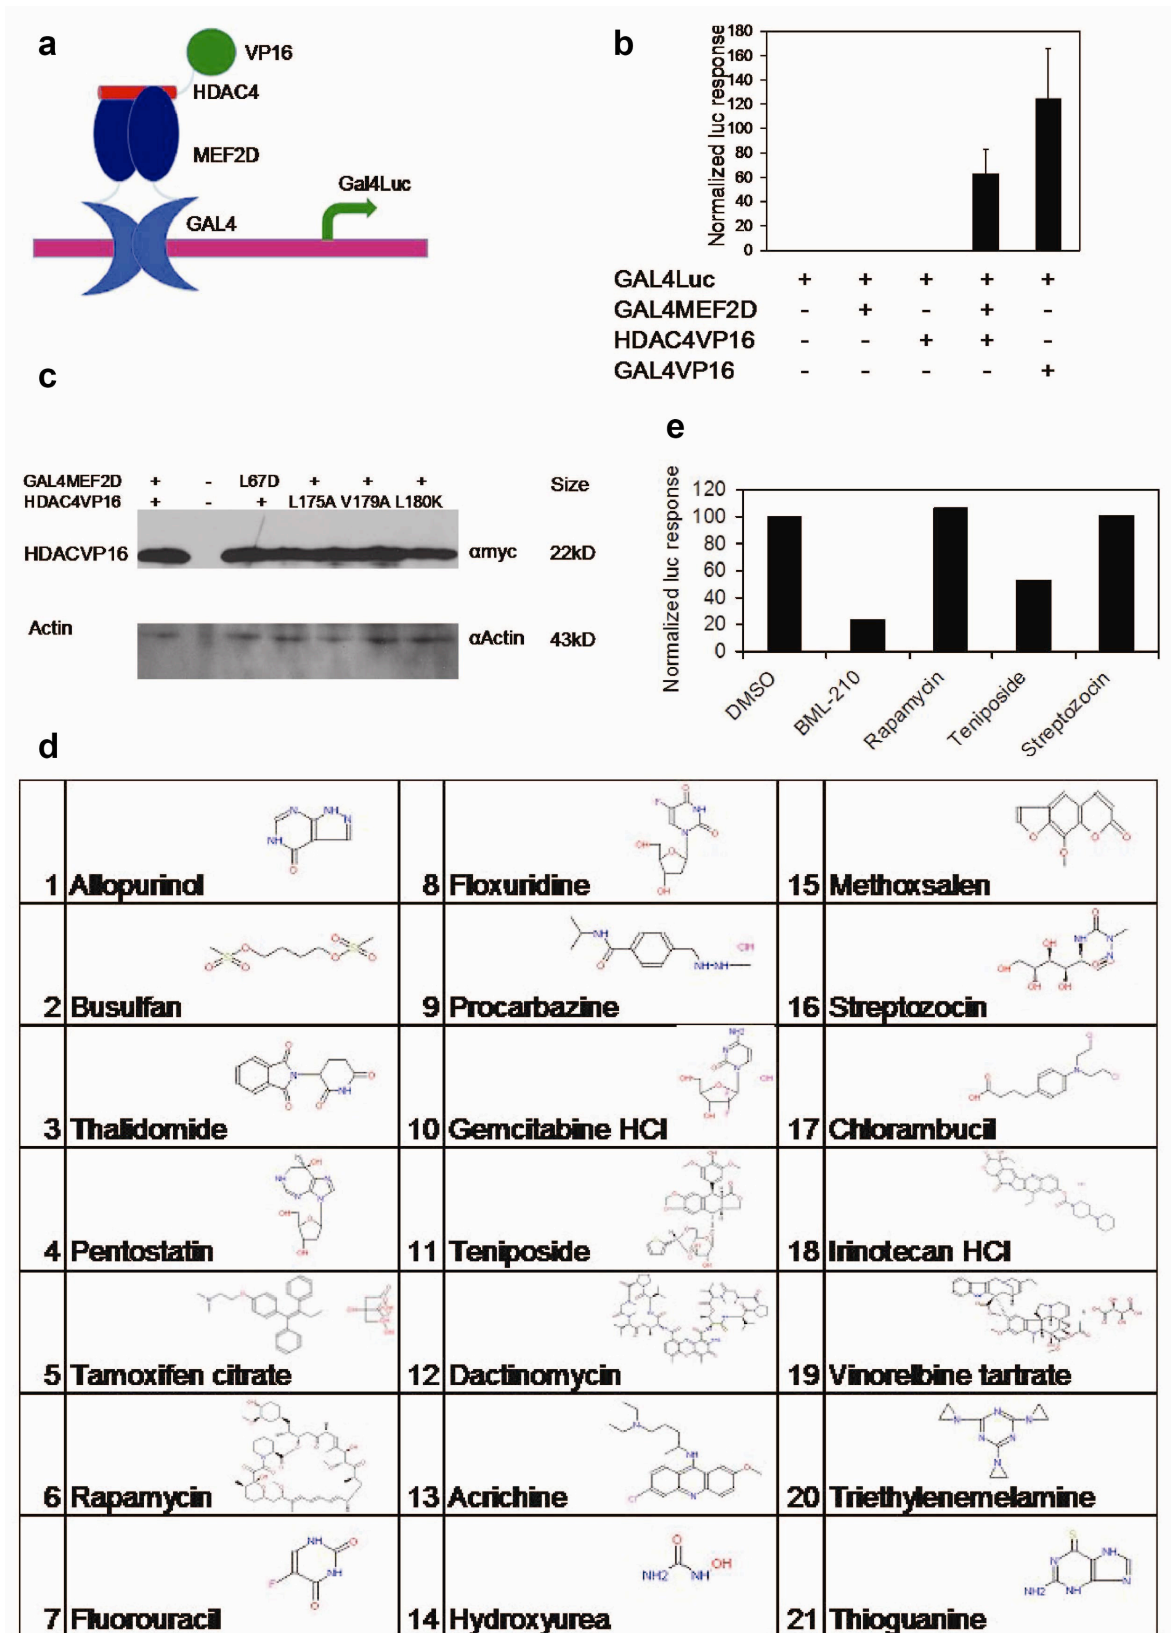 a
VP16
HDAC4
MEF2D
Gal4Luc
GAL4
b
Normalized luc response
180
160
140
120
100
80
60
40
20
0
GAL4Luc + + + + +
GAL4MEF2D - + - + -
HDAC4VP16 - - + + -
GAL4VP16 - - - - +
c
GAL4MEF2D + - L67D + + +
HDAC4VP16 + - + L175A V179A L180K
Size
HDACVP16 αmyc 22kD
Actin αActin 43kD
e
Normalized luc response
120
100
80
60
40
20
0
DMSO
BML-210
Rapamycin
Teniposide
Streptozocin
d
1 Allopurinol
8 Floxuridine
15 Methoxsalen
2 Busulfan
9 Procarbazine
16 Streptozocin
3 Thalidomide
10 Gemcitabine HCl
17 Chlorambucil
4 Pentostatin
11 Teniposide
18 Irinotecan HCl
5 Tamoxifen citrate
12 Dactinomycin
19 Vinorelbine tartrate
6 Rapamycin
13 Acrichine
20 Triethylenemelamine
7 Fluorouracil
14 Hydroxyurea
21 Thioguanine